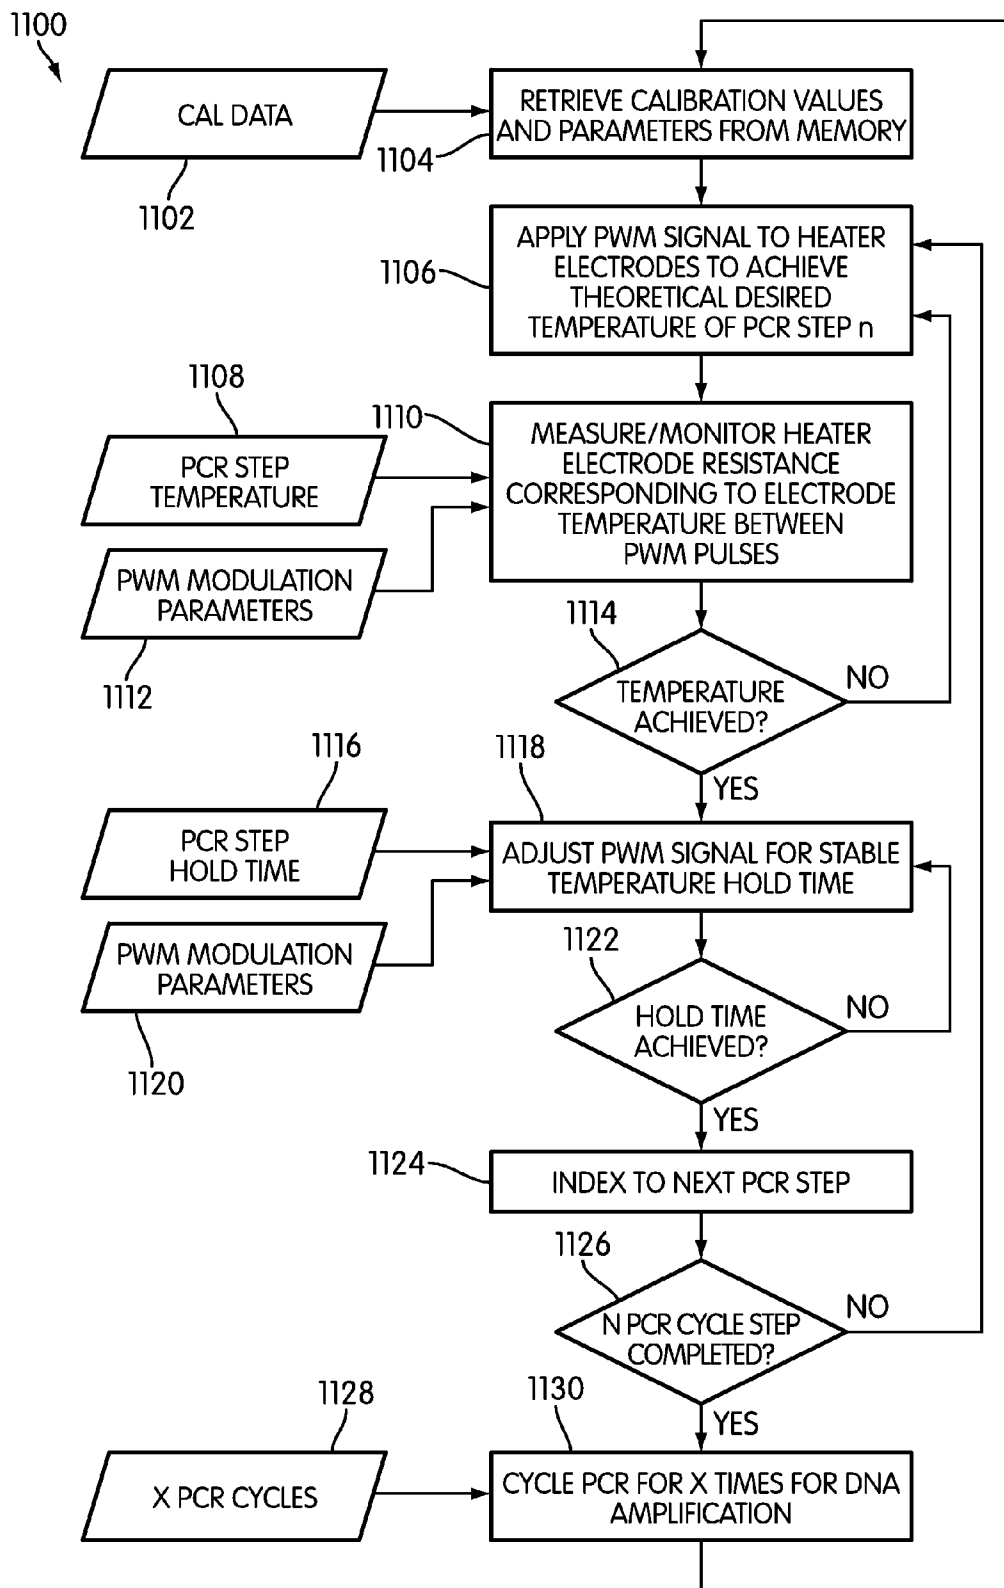 1100
CAL DATA
1102
RETRIEVE CALIBRATION VALUES
AND PARAMETERS FROM MEMORY
1104
APPLY PWM SIGNAL TO HEATER
ELECTRODES TO ACHIEVE
THEORETICAL DESIRED
TEMPERATURE OF PCR STEP n
1106
1108
PCR STEP
TEMPERATURE
1110
MEASURE/MONITOR HEATER
ELECTRODE RESISTANCE
CORRESPONDING TO ELECTRODE
TEMPERATURE BETWEEN
PWM PULSES
PWM MODULATION
PARAMETERS
1112
1114
TEMPERATURE
ACHIEVED?
NO
YES
1116
PCR STEP
HOLD TIME
1118
ADJUST PWM SIGNAL FOR STABLE
TEMPERATURE HOLD TIME
PWM MODULATION
PARAMETERS
1120
1122
HOLD TIME
ACHIEVED?
NO
YES
1124
INDEX TO NEXT PCR STEP
1126
N PCR CYCLE STEP
COMPLETED?
NO
YES
1128
X PCR CYCLES
1130
CYCLE PCR FOR X TIMES FOR DNA
AMPLIFICATION